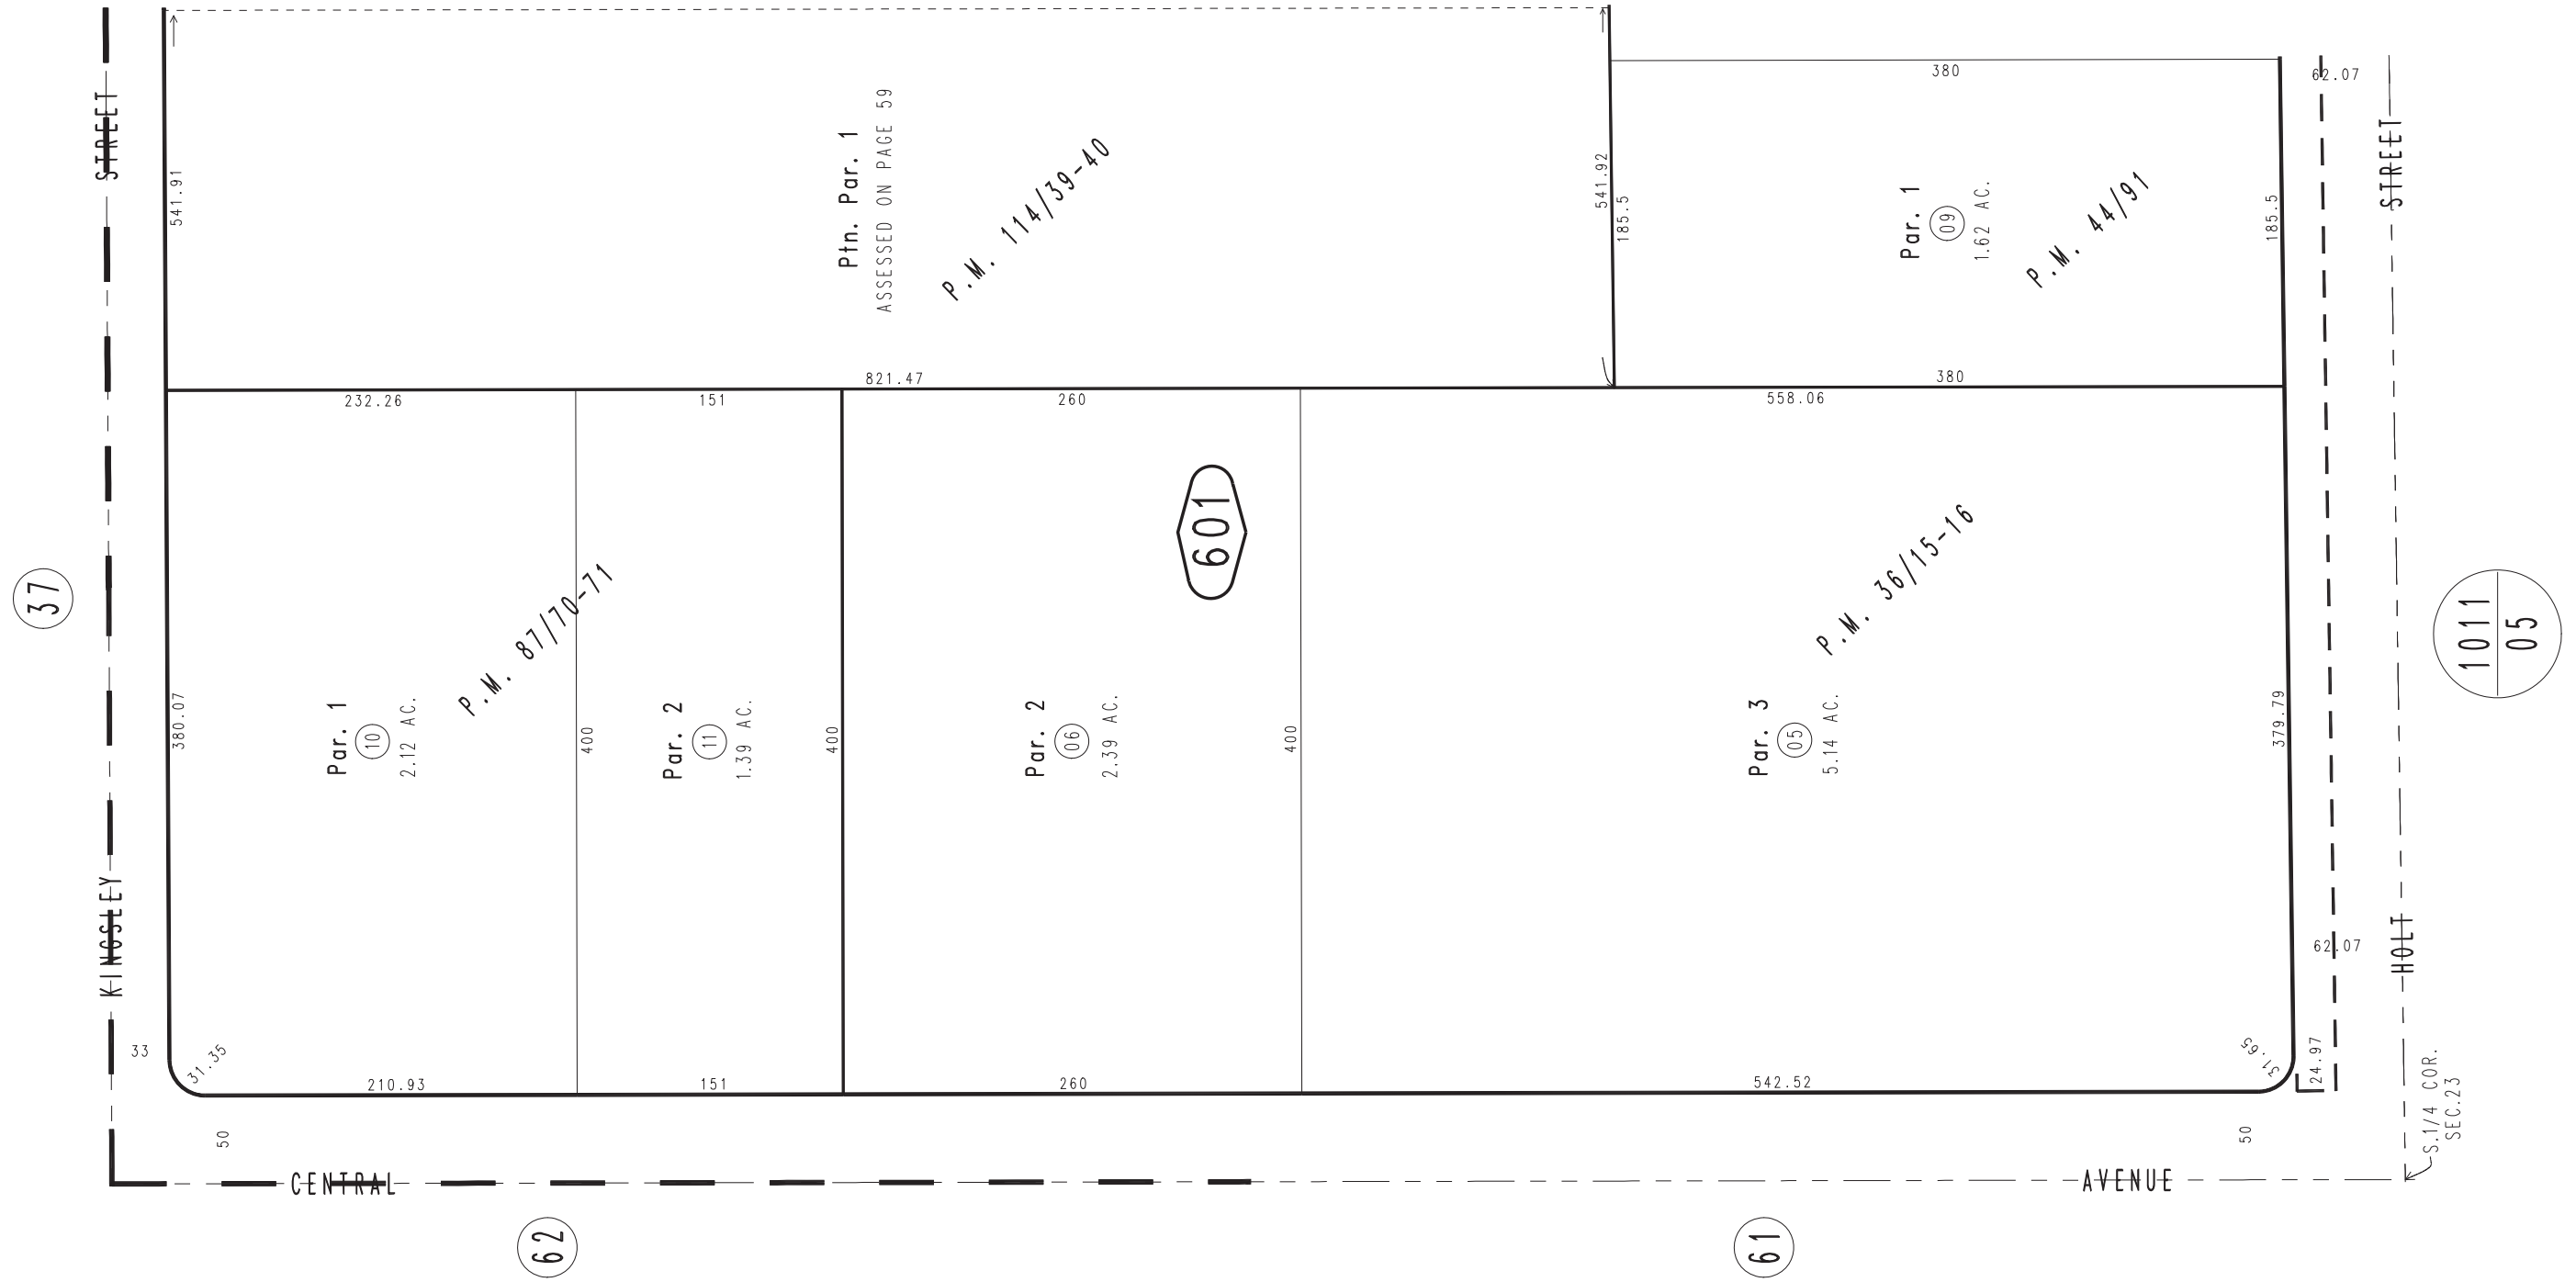 STREET
KINGSLEY
37
541.91
Ptn. Par. 1
ASSESSED ON PAGE 59
P.M. 114/39-40
541.92
185.5
380
Par. 1
09
1.62 AC.
P.M. 44/91
185.5
62.07
STREET
821.47
380
232.26
151
260
558.06
380.07
Par. 1
10
2.12 AC.
P.M. 87/70-71
400
Par. 2
11
1.39 AC.
400
Par. 2
06
2.39 AC.
601
400
Par. 3
05
5.14 AC.
P.M. 36/15-16
379.79
62.07
HOLT
1011
05
33
31.35
210.93
151
260
542.52
31.65
24.97
50
50
S.1/4 COR.
SEC.23
CENTRAL
AVENUE
62
61